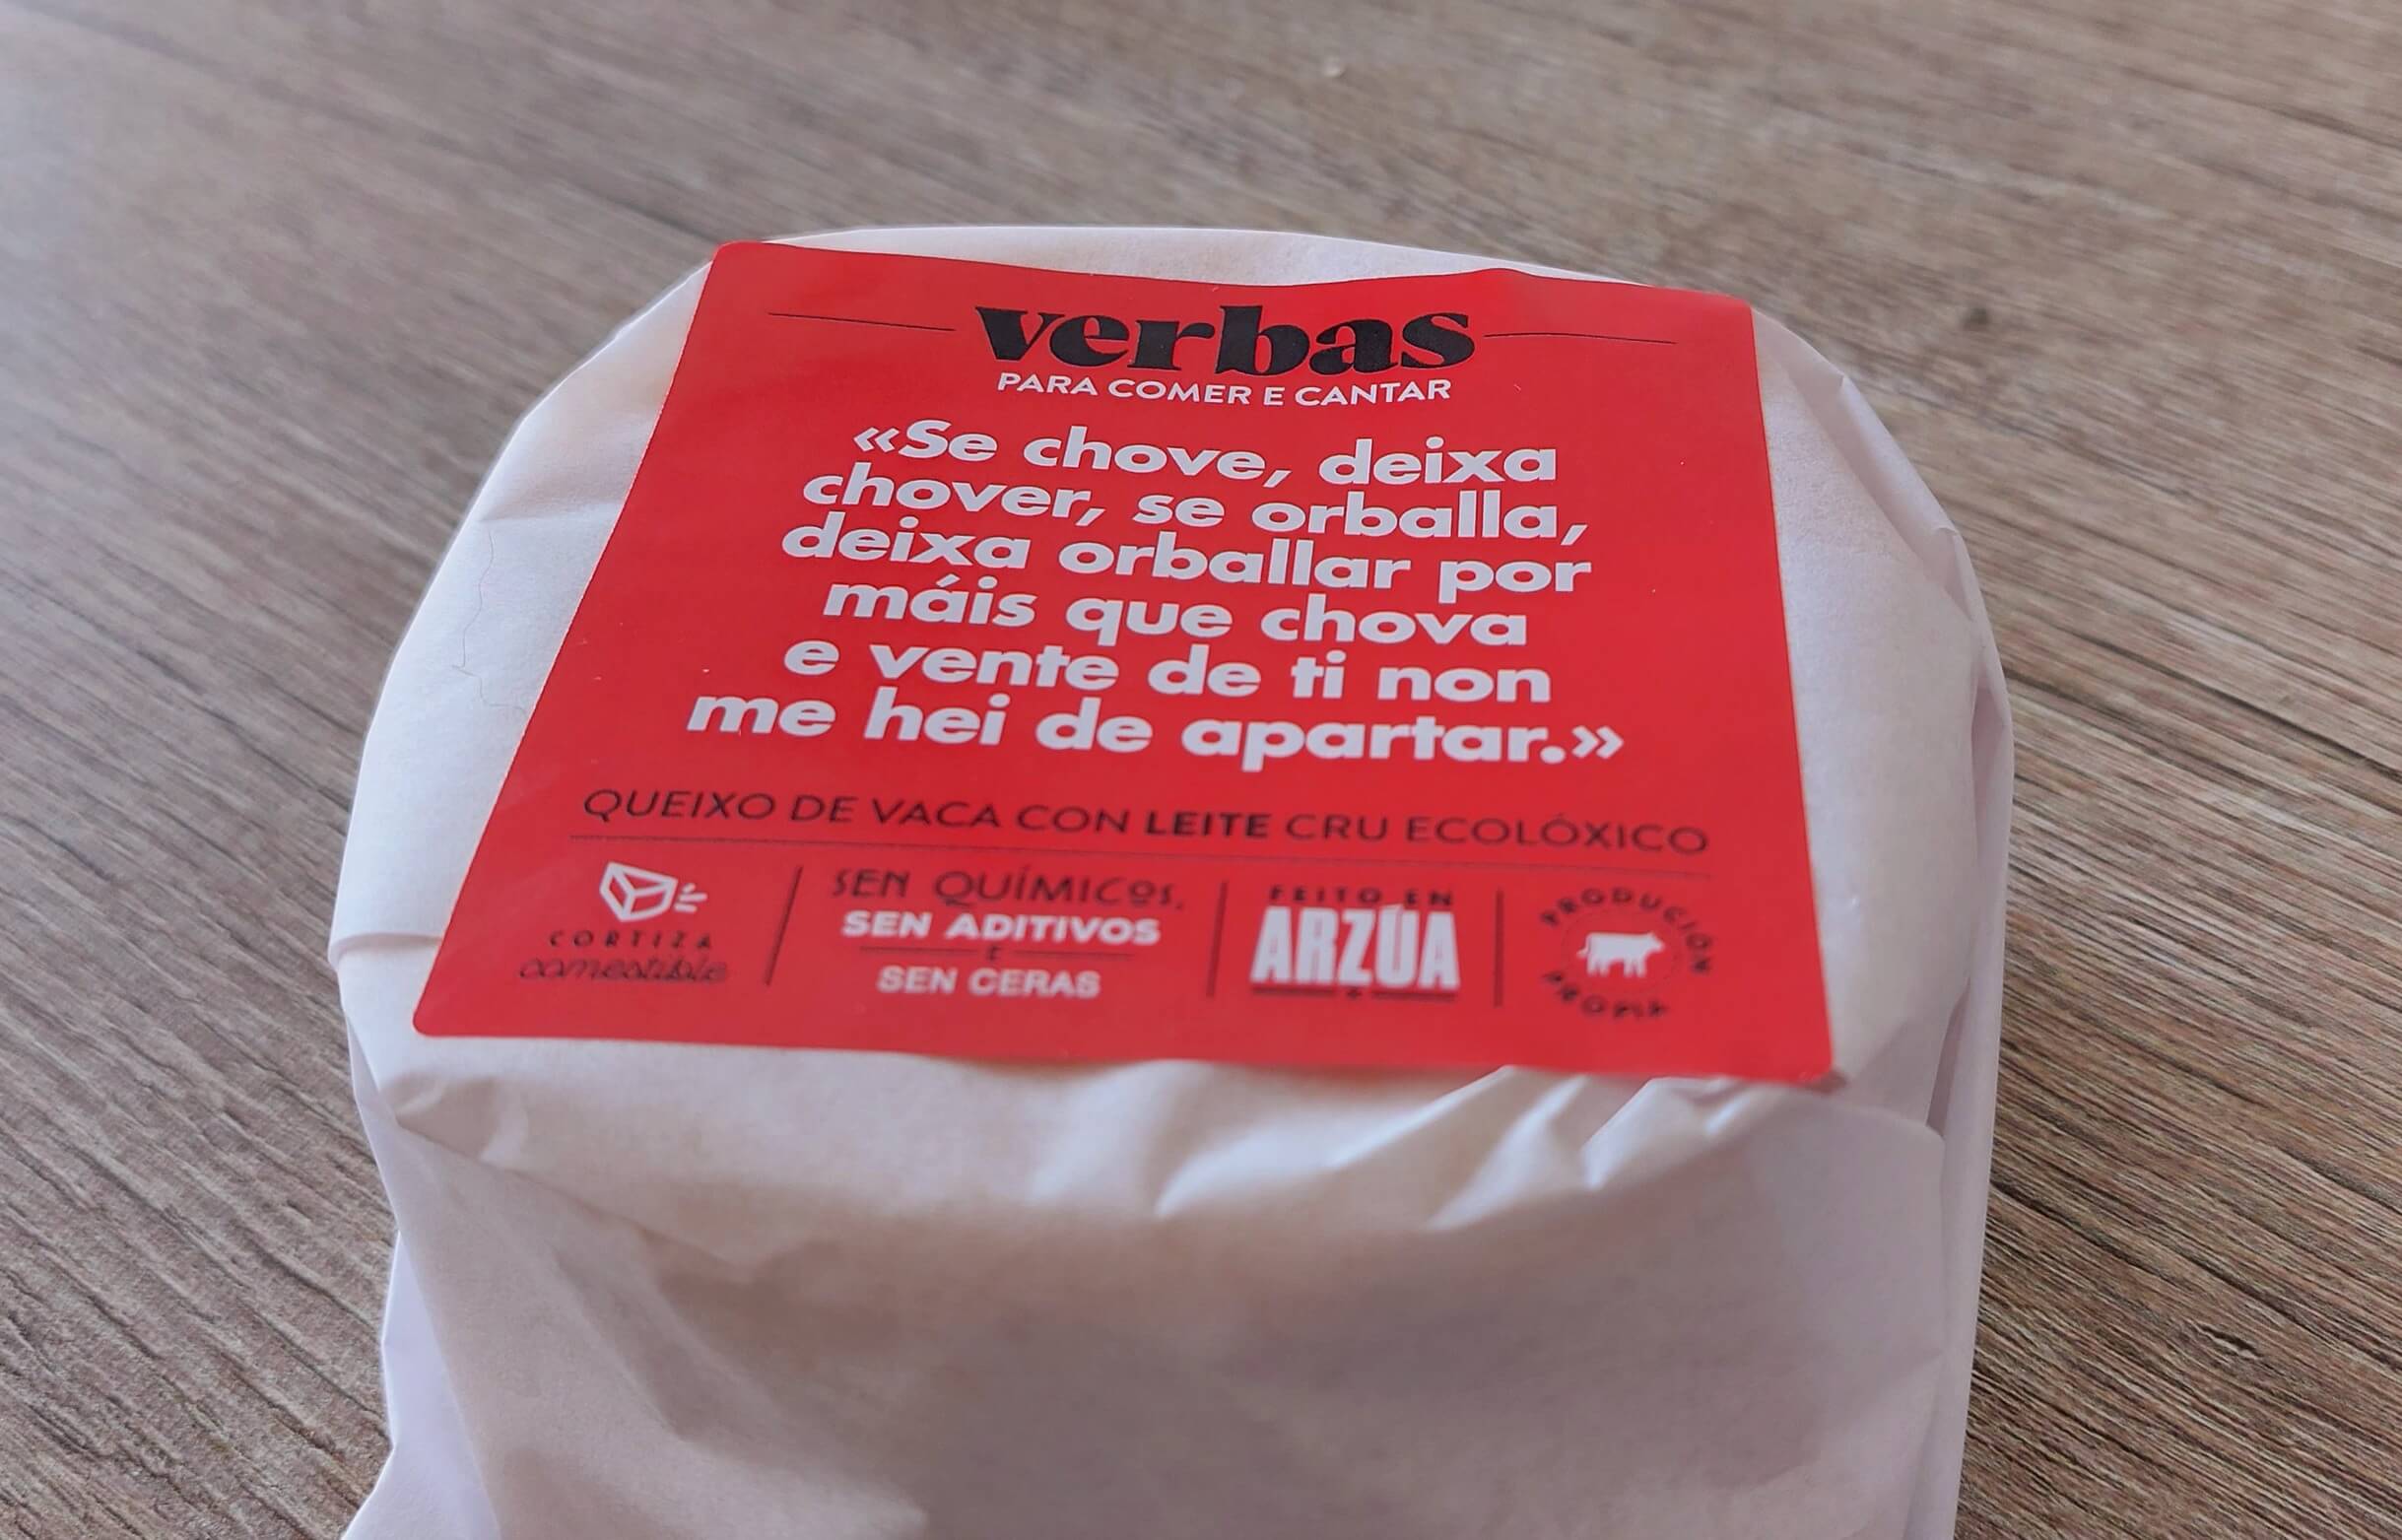 verbas
PARA COMER E CANTAR
«Se chove, deixa
chover, se orballa,
deixa orballar por
máis que chova
e vente de ti non
me hei de apartar.»
QUEIXO DE VACA CON LEITE CRU ECOLÓXICO
CORTIZA
comestible
SEN QUÍMICOS,
SEN ADITIVOS
E
SEN CERAS
FEITO EN
ARZÚA
PRODUCIÓN
PROPIA